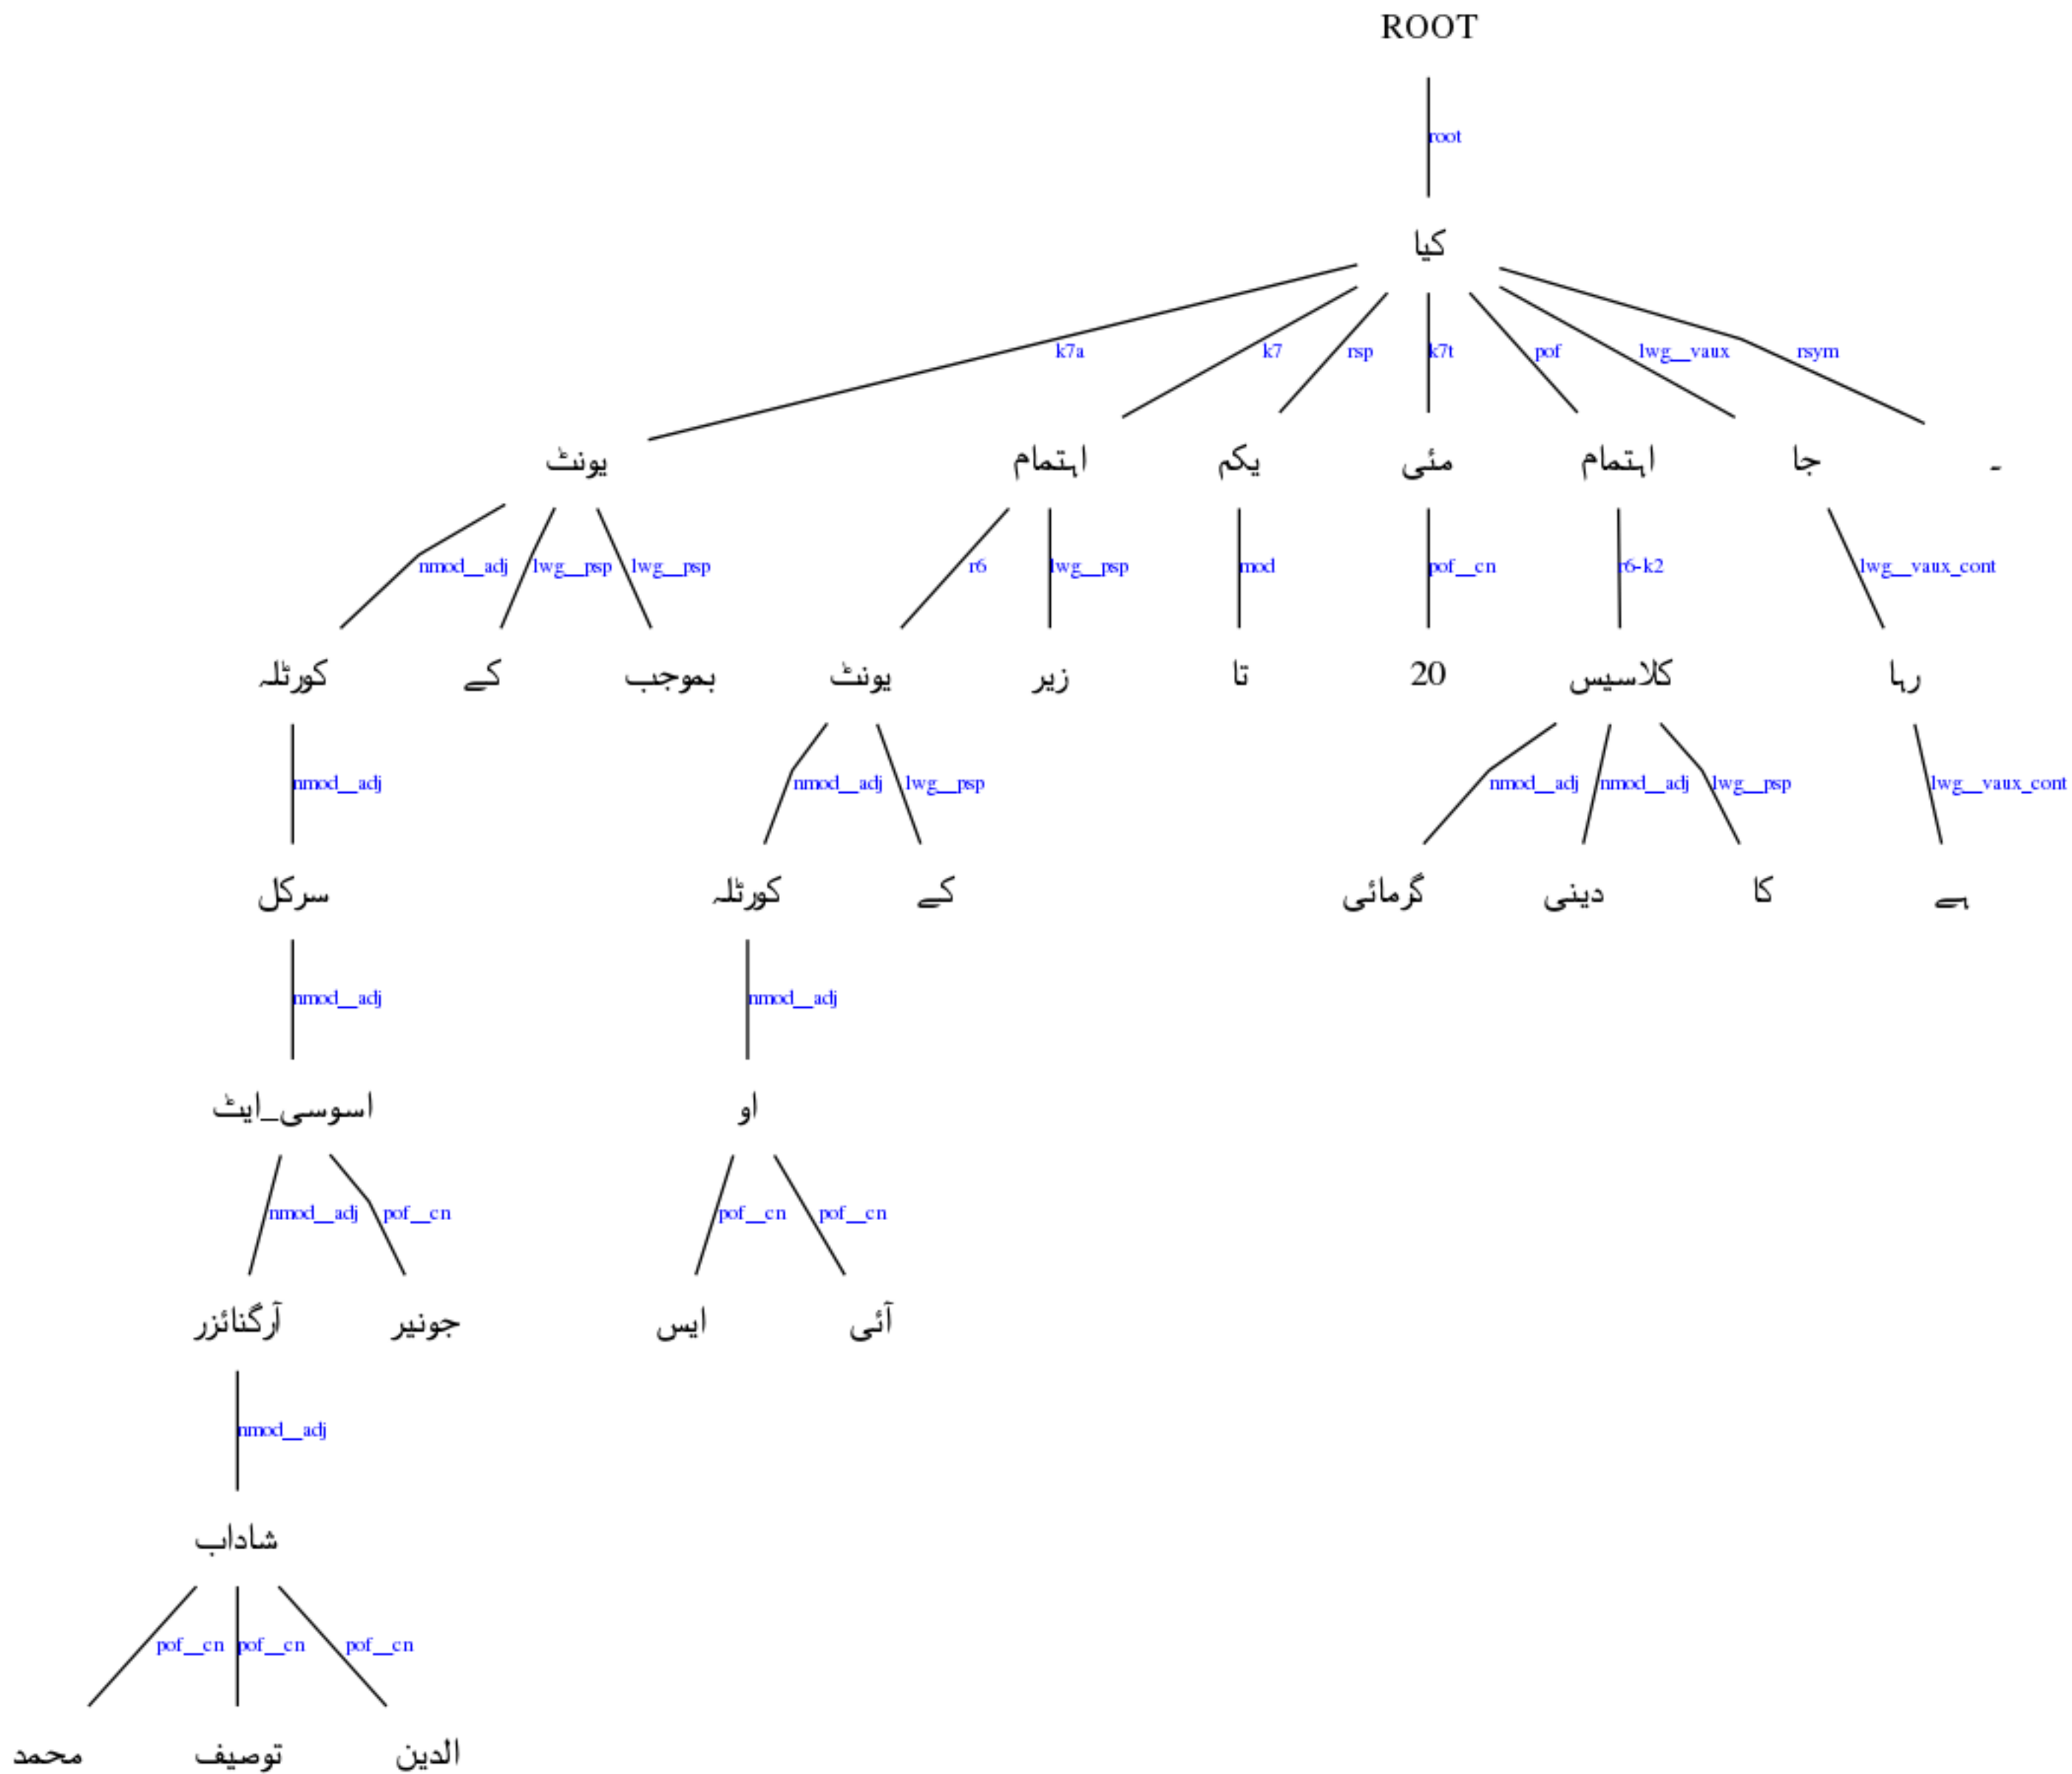 ROOT
root
کیا
k7a k7 rsp k7t pof lwg__vaux rsym
یونٹ اہتمام یکم مئی اہتمام جا ۔
nmod__adj lwg__psp lwg__psp r6 lwg__psp mod pof__cn r6-k2 lwg__vaux_cont
کورٹلہ کے بموجب یونٹ زیر تا 20 کلاسیس رہا
nmod__adj nmod__adj lwg__psp nmod__adj nmod__adj lwg__psp lwg__vaux_cont
سرکل کورٹلہ کے گرمائی دینی کا ہے
nmod__adj nmod__adj
اسوسی_ایٹ او
nmod__adj pof__cn pof__cn pof__cn
آرگنائزر جونیر ایس آئی
nmod__adj
شاداب
pof__cn pof__cn pof__cn
محمد توصیف الدین